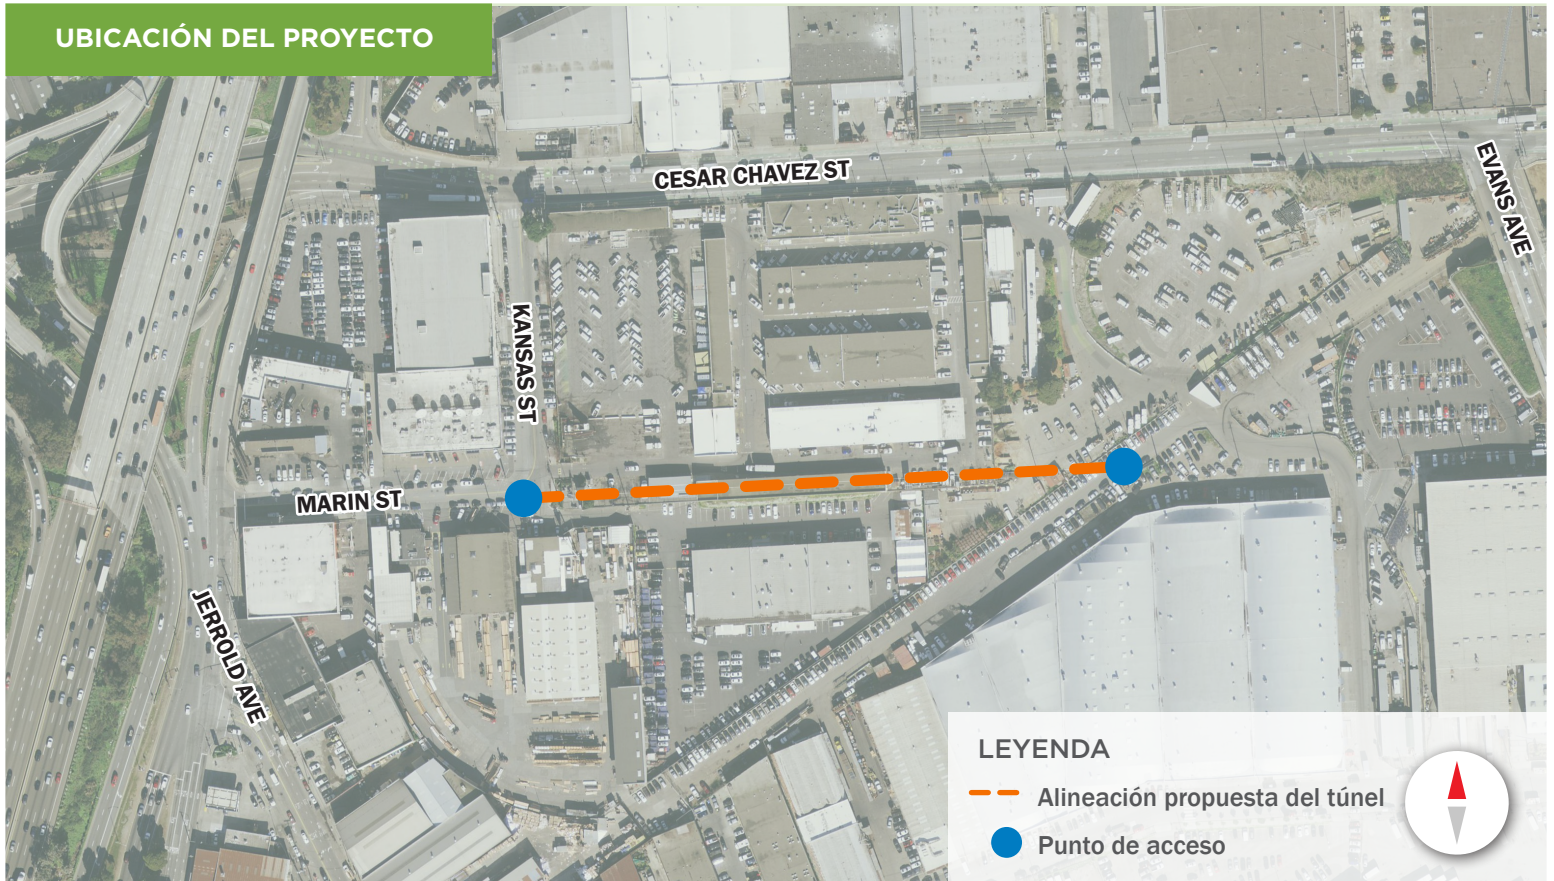 UBICACIÓN DEL PROYECTO
CESAR CHAVEZ ST
EVANS AVE
KANSAS ST
MARIN ST
JERROLD AVE
LEYENDA
Alineación propuesta del túnel
Punto de acceso